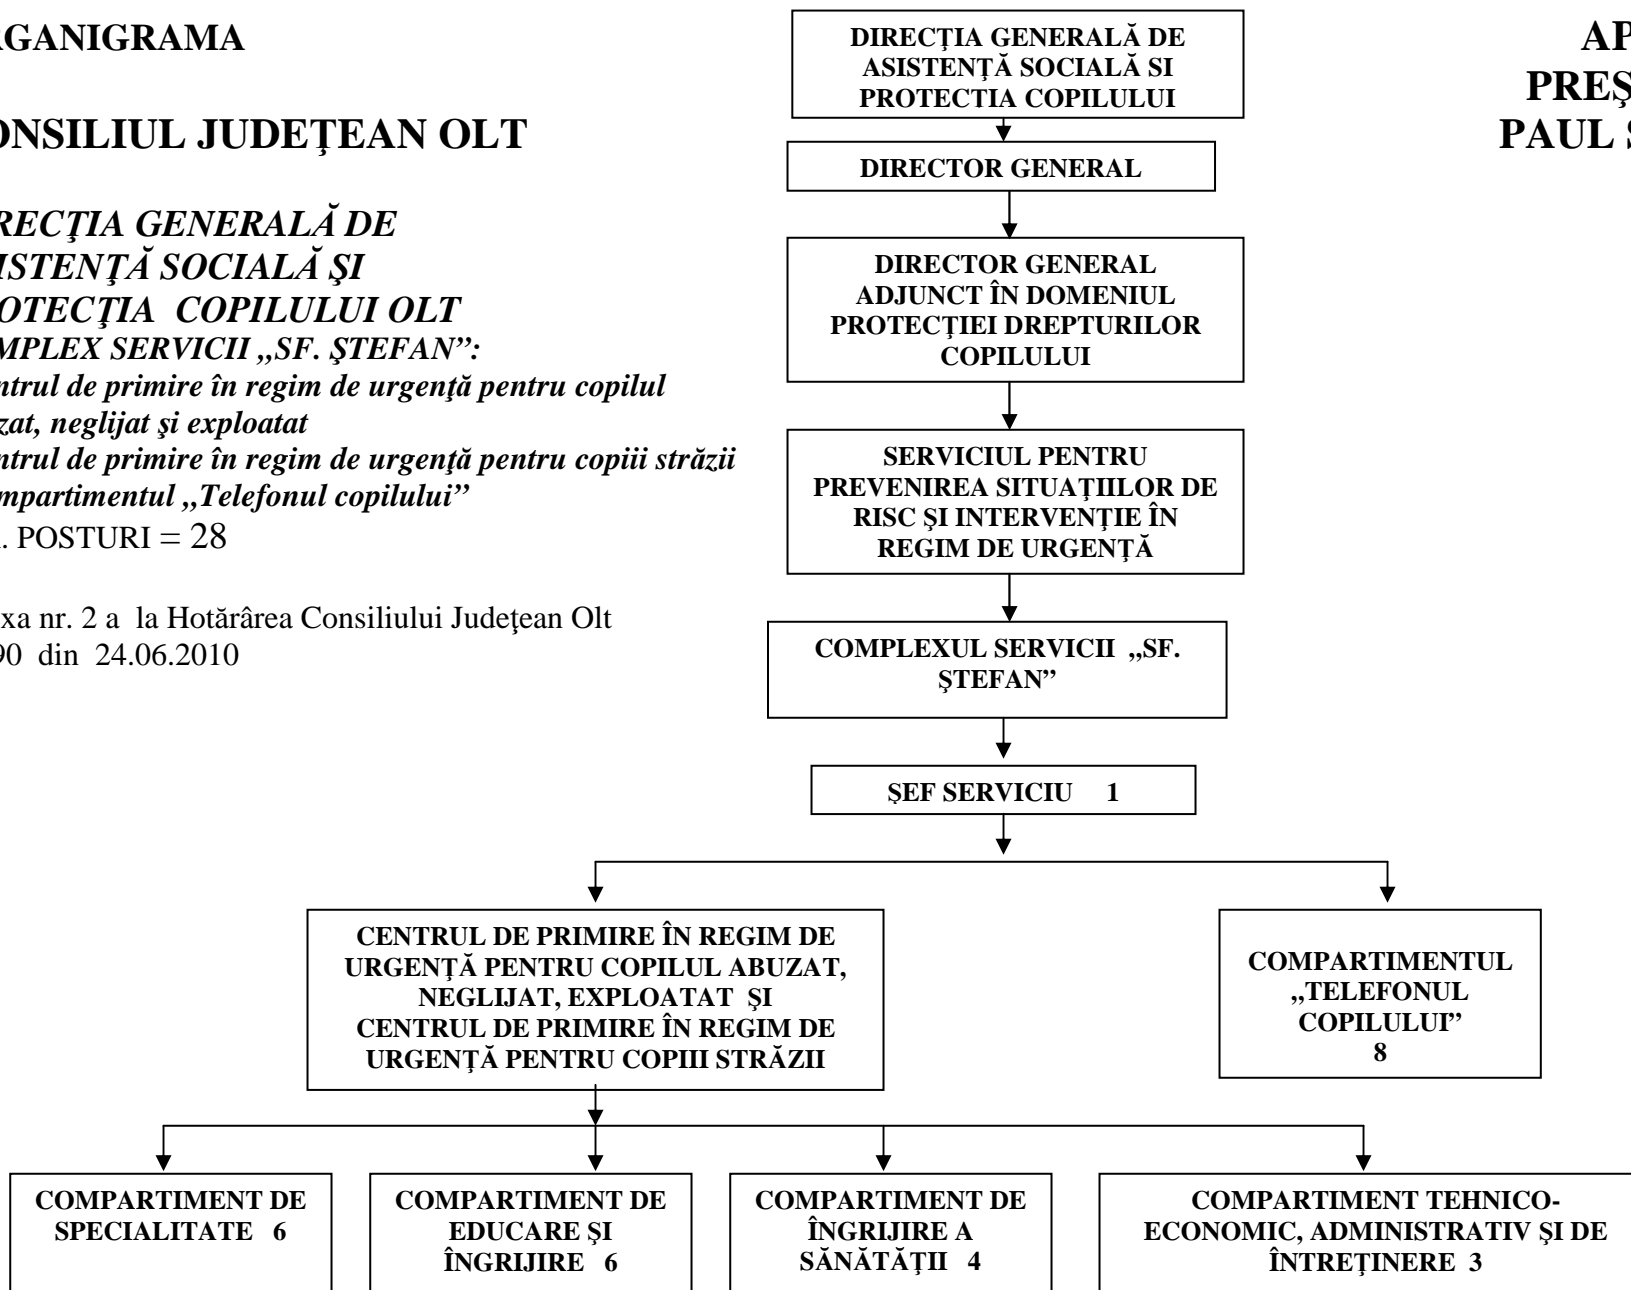 RGANIGRAMA
ONSILIUL JUDEŢEAN OLT
RECŢIA GENERALĂ DE
ISTENŢĂ SOCIALĂ ŞI
OTECŢIA COPILULUI OLT
MPLEX SERVICII „SF. ŞTEFAN”:
ntrul de primire în regim de urgenţă pentru copilul
zat, neglijat şi exploatat
ntrul de primire în regim de urgenţă pentru copiii străzii
mpartimentul „Telefonul copilului”
. POSTURI = 28
xa nr. 2 a la Hotărârea Consiliului Judeţean Olt
90 din 24.06.2010
AP
PREŞ
PAUL S
DIRECŢIA GENERALĂ DE
ASISTENŢĂ SOCIALĂ SI
PROTECTIA COPILULUI
DIRECTOR GENERAL
DIRECTOR GENERAL
ADJUNCT ÎN DOMENIUL
PROTECŢIEI DREPTURILOR
COPILULUI
SERVICIUL PENTRU
PREVENIREA SITUAŢIILOR DE
RISC ŞI INTERVENŢIE ÎN
REGIM DE URGENŢĂ
COMPLEXUL SERVICII „SF.
ŞTEFAN”
ŞEF SERVICIU 1
CENTRUL DE PRIMIRE ÎN REGIM DE
URGENŢĂ PENTRU COPILUL ABUZAT,
NEGLIJAT, EXPLOATAT ŞI
CENTRUL DE PRIMIRE ÎN REGIM DE
URGENŢĂ PENTRU COPIII STRĂZII
COMPARTIMENTUL
„TELEFONUL
COPILULUI”
8
COMPARTIMENT DE
SPECIALITATE 6
COMPARTIMENT DE
EDUCARE ŞI
ÎNGRIJIRE 6
COMPARTIMENT DE
ÎNGRIJIRE A
SĂNĂTĂŢII 4
COMPARTIMENT TEHNICO-
ECONOMIC, ADMINISTRATIV ŞI DE
ÎNTREŢINERE 3